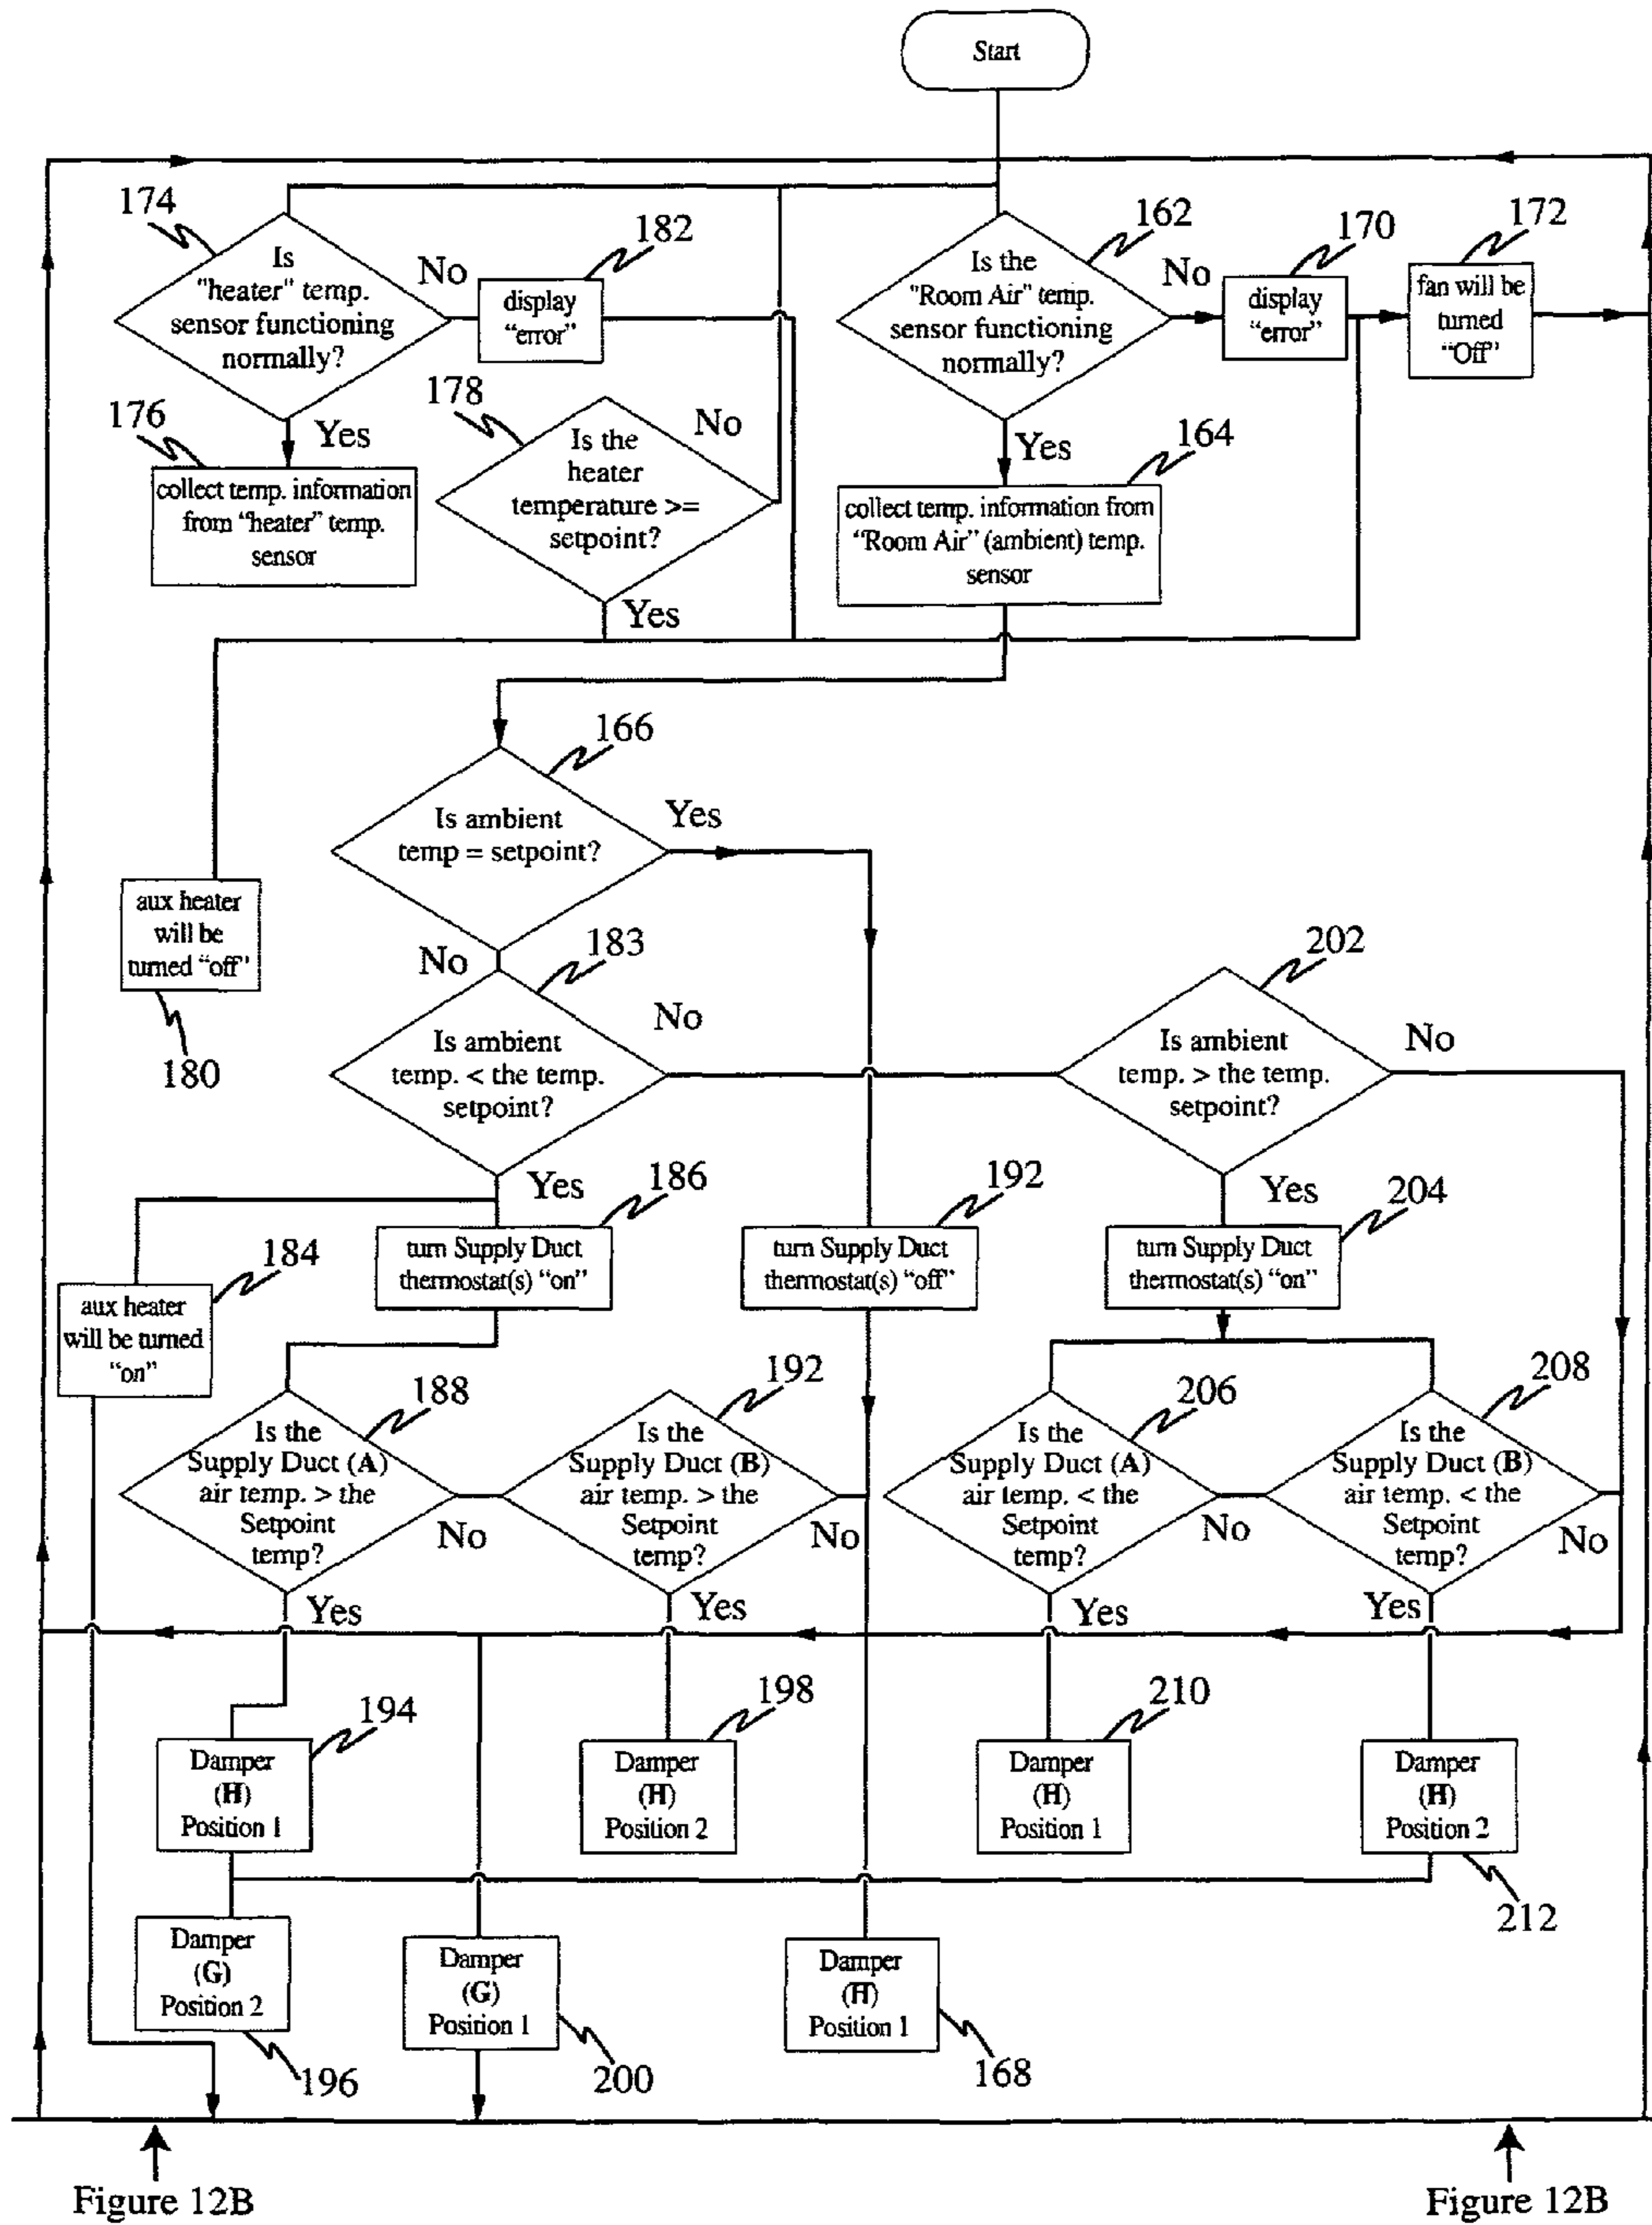 Start
174
Is
"heater" temp.
sensor functioning
normally?
No
182
display
"error"
162
Is the
"Room Air" temp.
sensor functioning
normally?
No
170
display
"error"
172
fan will be
turned
"Off"
176
Yes
collect temp. information
from "heater" temp.
sensor
178
Is the
heater
temperature >=
setpoint?
No
Yes
Yes
164
collect temp. information from
"Room Air" (ambient) temp.
sensor
166
Is ambient
temp = setpoint?
Yes
No
aux heater
will be
turned "off"
180
183
Is ambient
temp. < the temp.
setpoint?
No
Yes
202
Is ambient
temp. > the temp.
setpoint?
No
Yes
184
aux heater
will be turned
"on"
186
turn Supply Duct
thermostat(s) "on"
192
turn Supply Duct
thermostat(s) "off"
204
turn Supply Duct
thermostat(s) "on"
188
Is the
Supply Duct (A)
air temp. > the
Setpoint
temp?
No
Yes
192
Is the
Supply Duct (B)
air temp. > the
Setpoint
temp?
No
Yes
206
Is the
Supply Duct (A)
air temp. < the
Setpoint
temp?
No
Yes
208
Is the
Supply Duct (B)
air temp. < the
Setpoint
temp?
No
Yes
194
Damper
(H)
Position 1
198
Damper
(H)
Position 2
210
Damper
(H)
Position 1
Damper
(H)
Position 2
212
Damper
(G)
Position 2
196
Damper
(G)
Position 1
200
Damper
(H)
Position 1
168
Figure 12B
Figure 12B